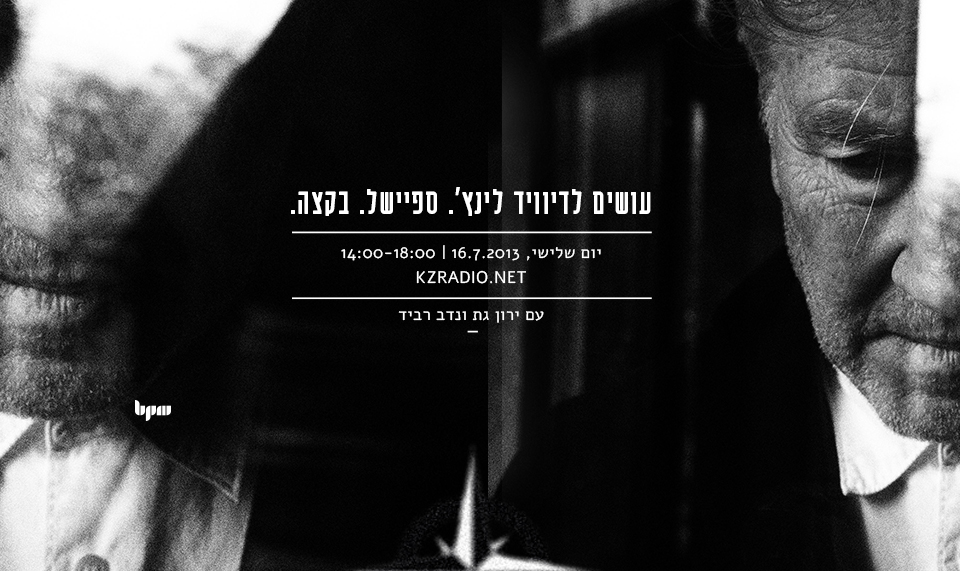 עושים לדיוויד לינץ'. ספיישל. בקצה.
יום שלישי, 16.7.2013 | 14:00-18:00
KZRADIO.NET
עם ירון גת ונדב רביד